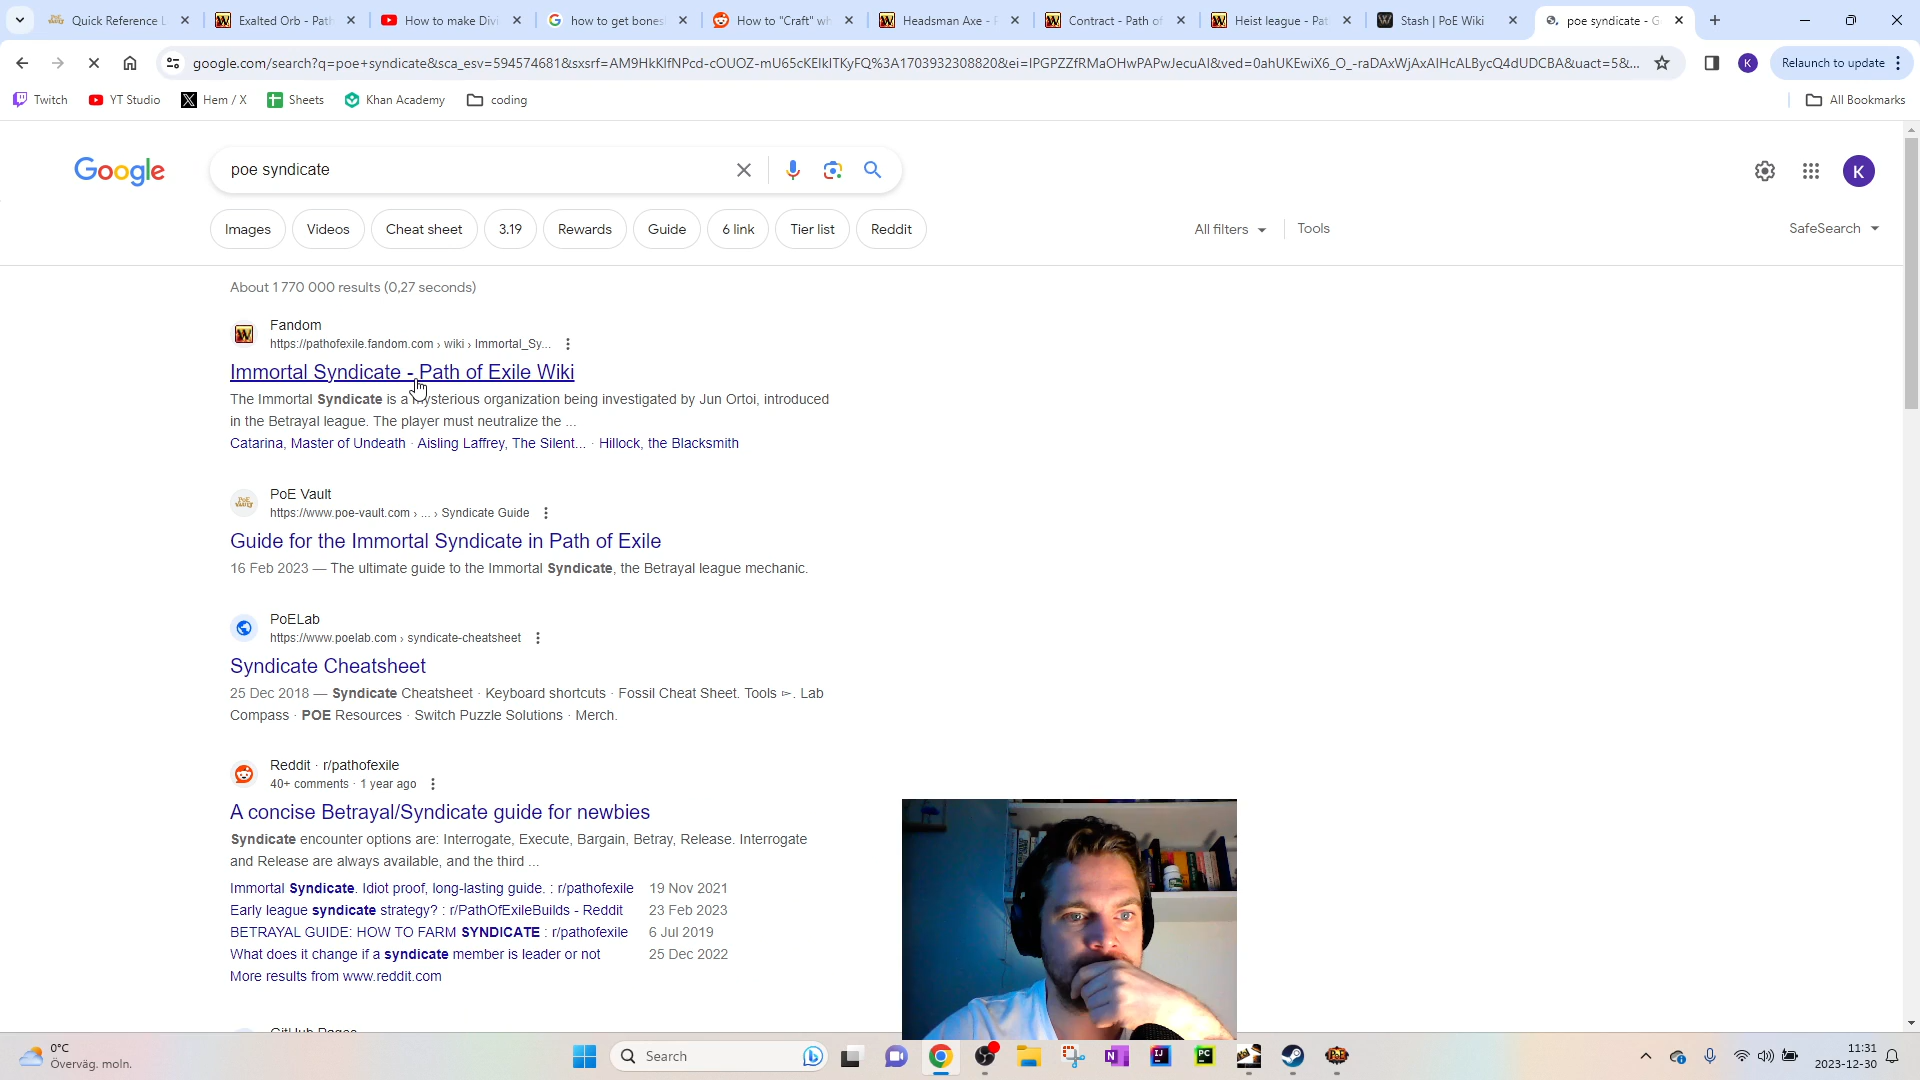 Quick Reference L
Exalted Orb - Path
How to make Divi
how to get bones
How to "Craft" wh
Headsman Axe - P
Contract - Path of
Heist league - Pat
Stash | PoE Wiki
poe syndicate - G
google.com/search?q=poe+syndicate&sca_esv=594574681&sxsrf=AM9HkKlfNPcd-cOUOZ-mU65cKElkITKyFQ%3A1703932308820&ei=lPGPZZfRMaOHwPAPwJecuAI&ved=0ahUKEwiX6_O_-raDAxWjAxAIHcALBycQ4dUDCBA&uact=5&...
K
Relaunch to update
Twitch
YT Studio
Hem / X
Sheets
Khan Academy
coding
All Bookmarks
Google
poe syndicate
K
Images
Videos
Cheat sheet
3.19
Rewards
Guide
6 link
Tier list
Reddit
All filters
Tools
SafeSearch
About 1 770 000 results (0,27 seconds)
Fandom
https://pathofexile.fandom.com › wiki › Immortal_Sy...
Immortal Syndicate - Path of Exile Wiki
The Immortal Syndicate is a mysterious organization being investigated by Jun Ortoi, introduced
in the Betrayal league. The player must neutralize the ...
Catarina, Master of Undeath · Aisling Laffrey, The Silent... · Hillock, the Blacksmith
PoE Vault
https://www.poe-vault.com › ... › Syndicate Guide
Guide for the Immortal Syndicate in Path of Exile
16 Feb 2023 — The ultimate guide to the Immortal Syndicate, the Betrayal league mechanic.
PoELab
https://www.poelab.com › syndicate-cheatsheet
Syndicate Cheatsheet
25 Dec 2018 — Syndicate Cheatsheet · Keyboard shortcuts · Fossil Cheat Sheet. Tools ▻. Lab
Compass · POE Resources · Switch Puzzle Solutions · Merch.
Reddit · r/pathofexile
40+ comments · 1 year ago
A concise Betrayal/Syndicate guide for newbies
Syndicate encounter options are: Interrogate, Execute, Bargain, Betray, Release. Interrogate
and Release are always available, and the third ...
Immortal Syndicate. Idiot proof, long-lasting guide. : r/pathofexile 19 Nov 2021
Early league syndicate strategy? : r/PathOfExileBuilds - Reddit 23 Feb 2023
BETRAYAL GUIDE: HOW TO FARM SYNDICATE : r/pathofexile 6 Jul 2019
What does it change if a syndicate member is leader or not 25 Dec 2022
More results from www.reddit.com
GitHub Pages
0°C
Överväg. moln.
Search
11:31
2023-12-30